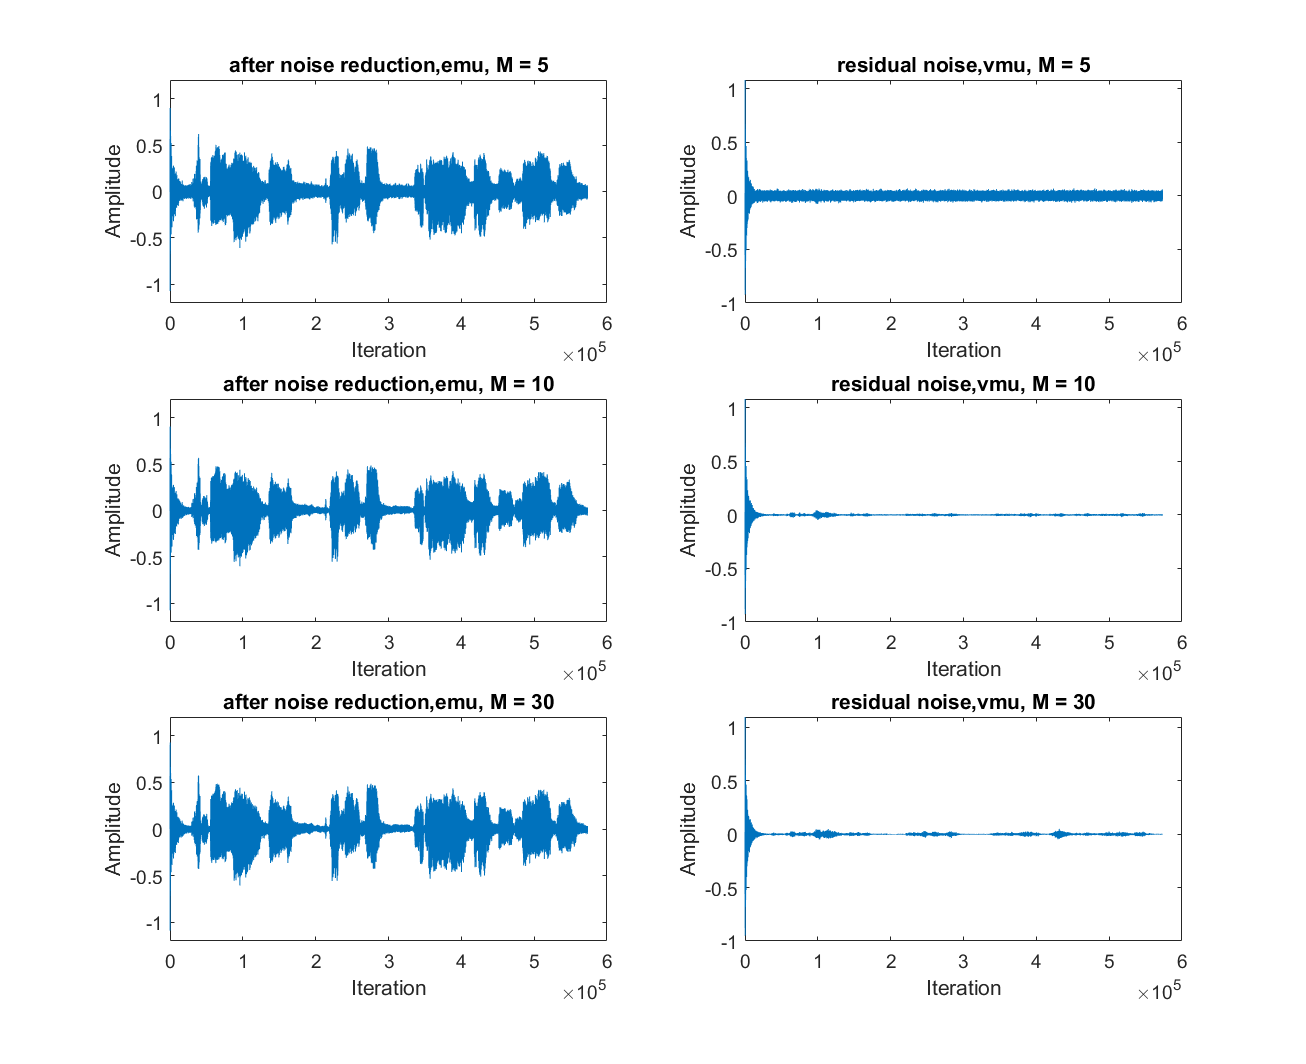 after noise reduction,emu, M = 5
Amplitude
1
0.5
0
-0.5
-1
0 1 2 3 4 5 6
Iteration
×10^5
residual noise,vmu, M = 5
Amplitude
1
0.5
0
-0.5
-1
0 1 2 3 4 5 6
Iteration
×10^5
after noise reduction,emu, M = 10
Amplitude
1
0.5
0
-0.5
-1
0 1 2 3 4 5 6
Iteration
×10^5
residual noise,vmu, M = 10
Amplitude
1
0.5
0
-0.5
-1
0 1 2 3 4 5 6
Iteration
×10^5
after noise reduction,emu, M = 30
Amplitude
1
0.5
0
-0.5
-1
0 1 2 3 4 5 6
Iteration
×10^5
residual noise,vmu, M = 30
Amplitude
1
0.5
0
-0.5
-1
0 1 2 3 4 5 6
Iteration
×10^5